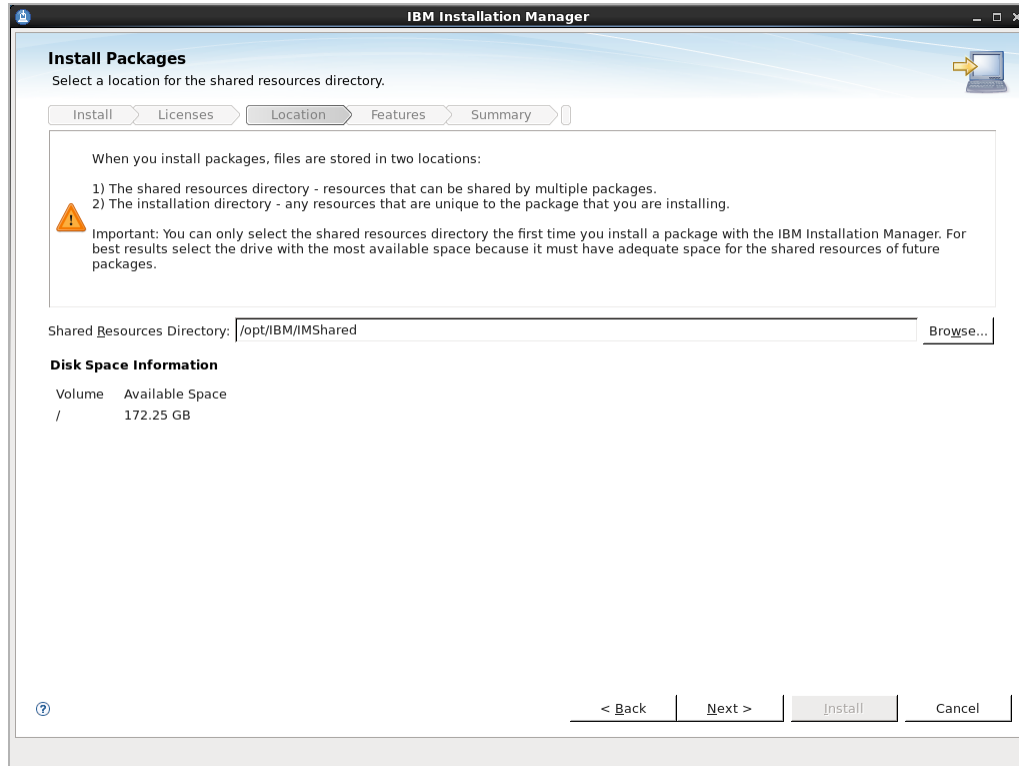 IBM Installation Manager
Install Packages
Select a location for the shared resources directory.
Install
Licenses
Location
Features
Summary
When you install packages, files are stored in two locations:
1) The shared resources directory - resources that can be shared by multiple packages.
2) The installation directory - any resources that are unique to the package that you are installing.
Important: You can only select the shared resources directory the first time you install a package with the IBM Installation Manager. For
best results select the drive with the most available space because it must have adequate space for the shared resources of future
packages.
Shared Resources Directory: /opt/IBM/IMShared Browse...
Disk Space Information
Volume Available Space
/ 172.25 GB
< Back Next > Install Cancel